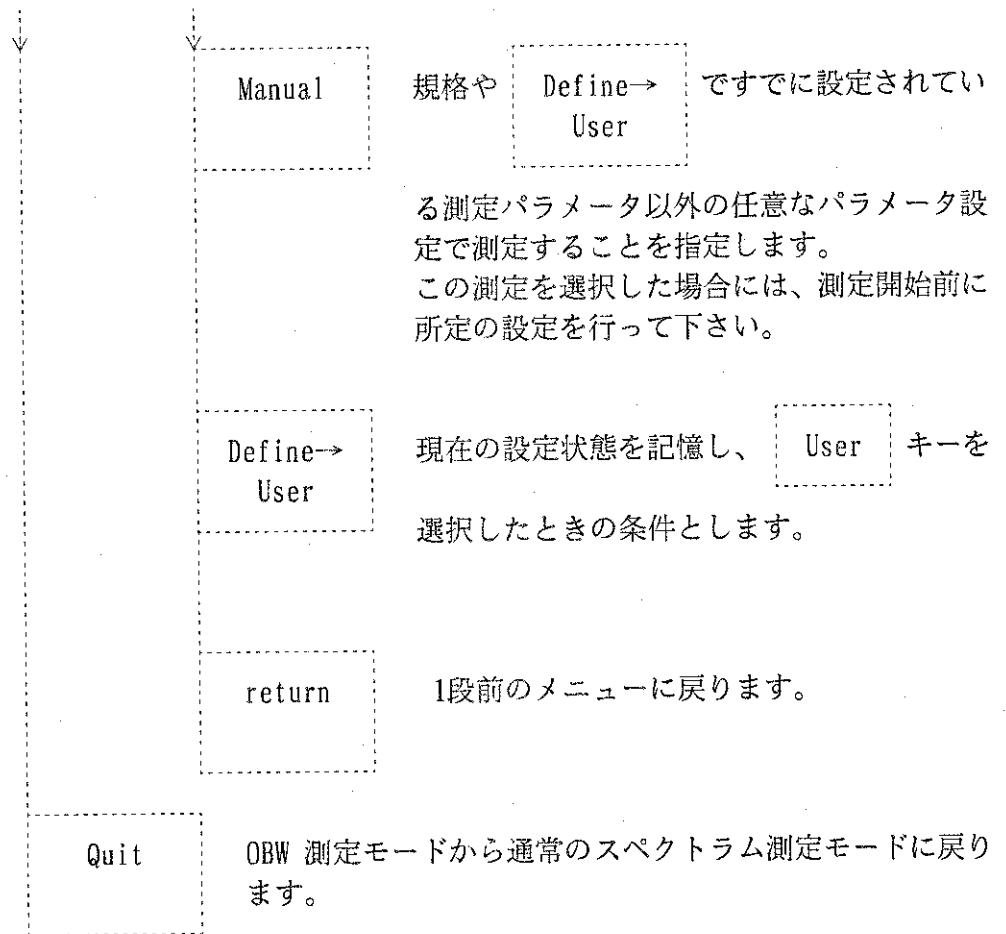 Manual 規格や Define→ User ですでに設定されてい
る測定パラメータ以外の任意なパラメータ設
定で測定することを指定します。
この測定を選択した場合には、測定開始前に
所定の設定を行って下さい。
Define→ User 現在の設定状態を記憶し、 User キーを
選択したときの条件とします。
return 1段前のメニューに戻ります。
Quit OBW 測定モードから通常のスペクトラム測定モードに戻り
ます。